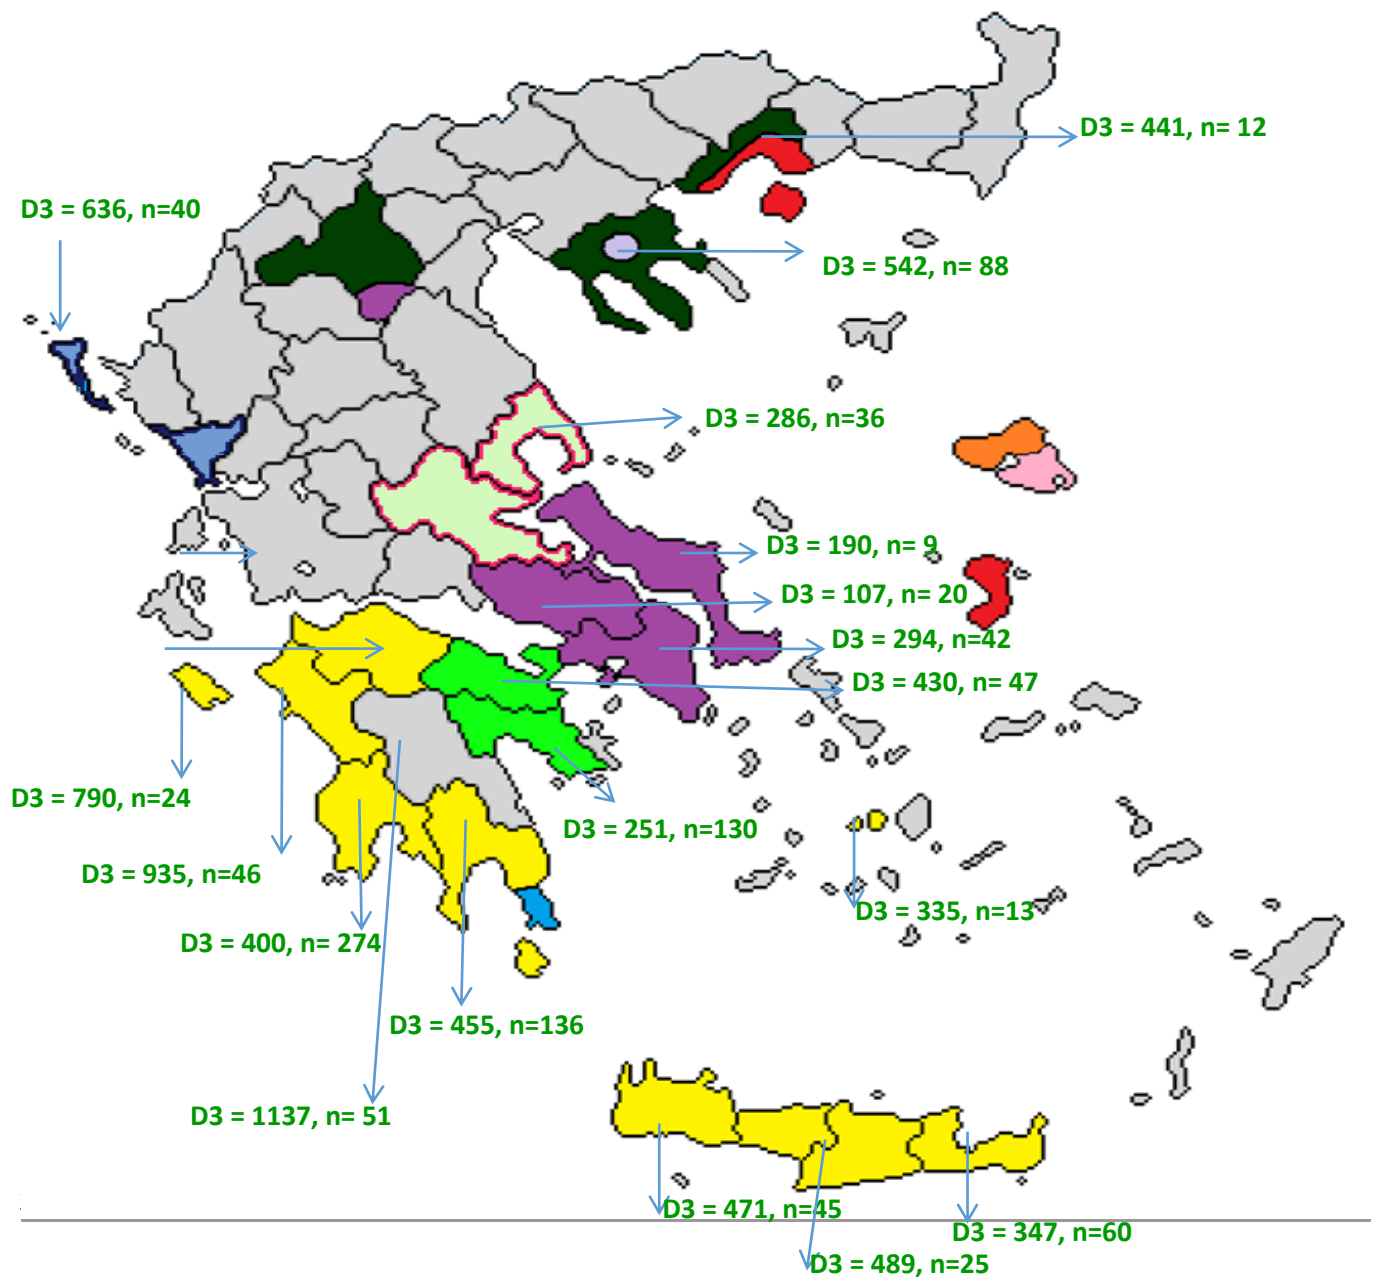 D3 = 441, n= 12
D3 = 636, n=40
D3 = 542, n= 88
D3 = 286, n=36
D3 = 190, n= 9
D3 = 107, n= 20
D3 = 294, n=42
D3 = 430, n= 47
D3 = 790, n=24
D3 = 251, n=130
D3 = 935, n=46
D3 = 335, n=13
D3 = 400, n= 274
D3 = 455, n=136
D3 = 1137, n= 51
D3 = 471, n=45
D3 = 347, n=60
D3 = 489, n=25